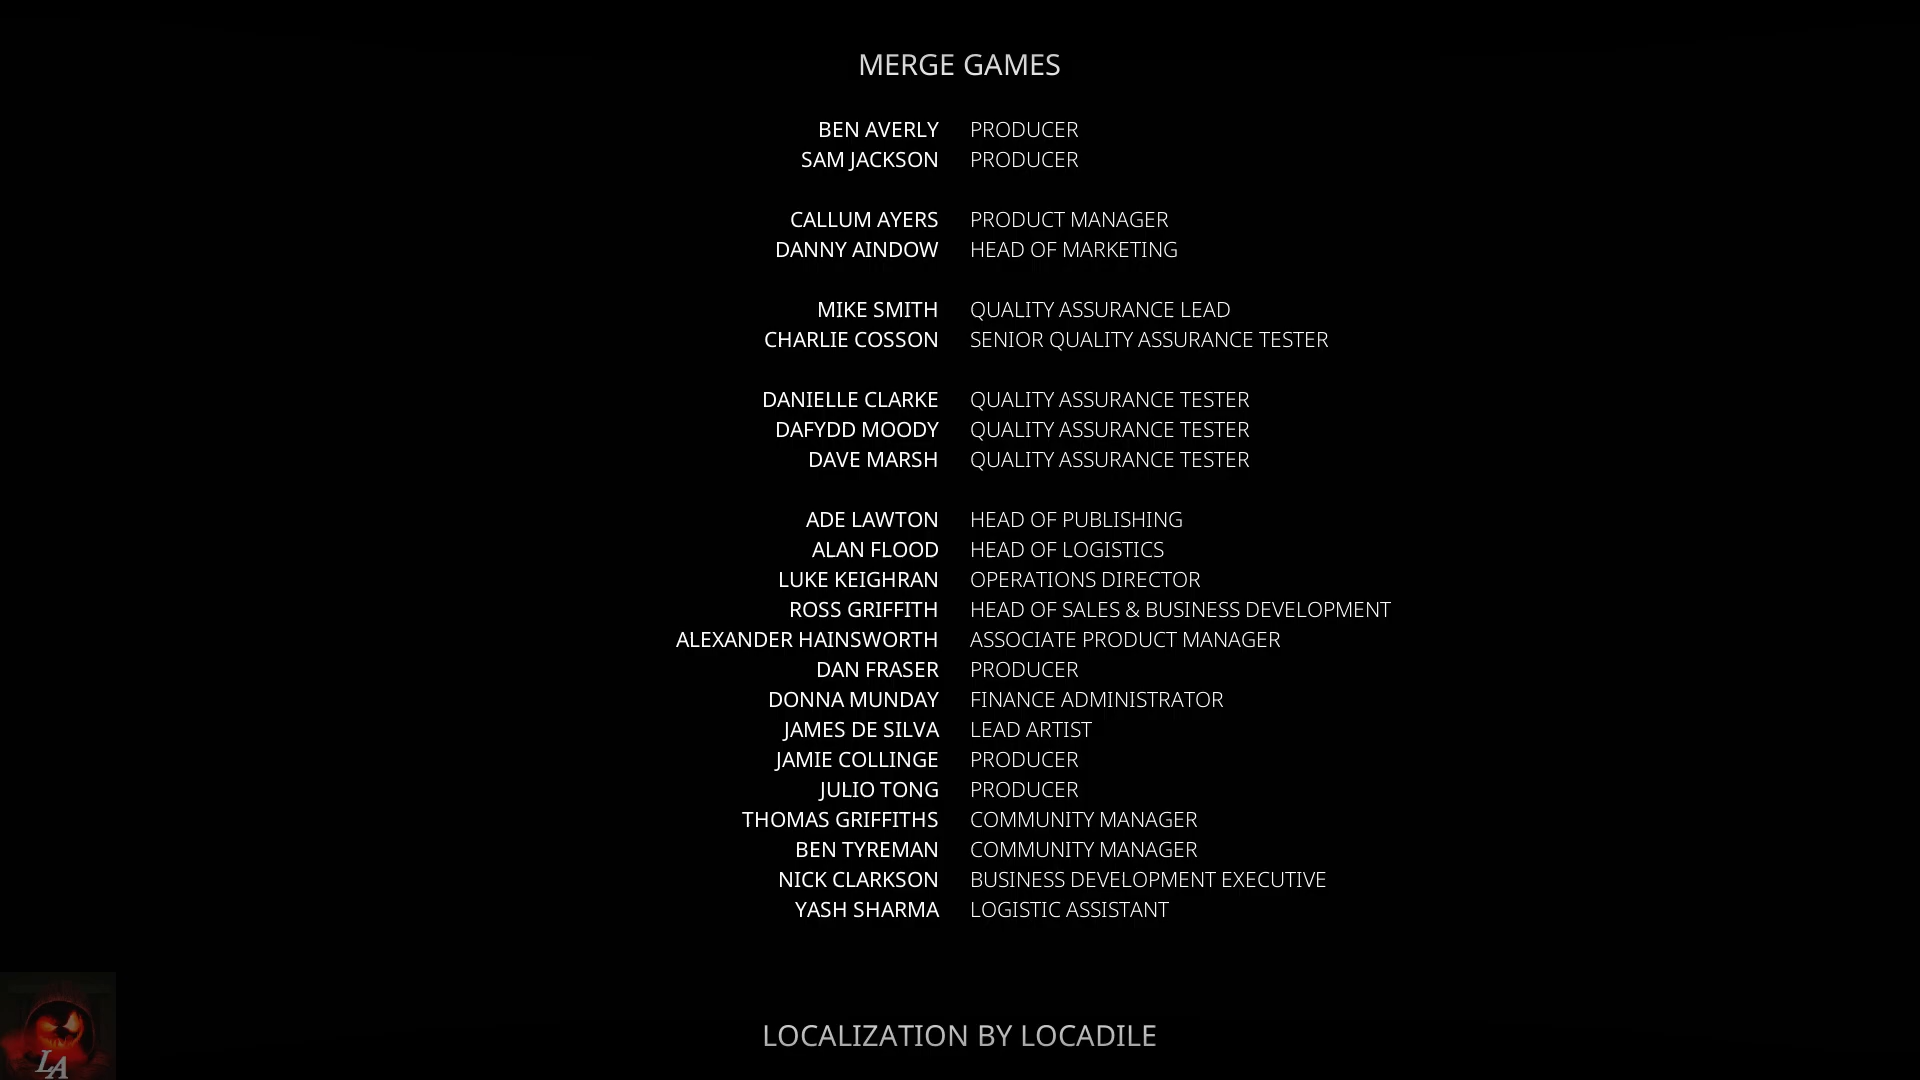 MERGE GAMES
BEN AVERLY PRODUCER
SAM JACKSON PRODUCER
CALLUM AYERS PRODUCT MANAGER
DANNY AINDOW HEAD OF MARKETING
MIKE SMITH QUALITY ASSURANCE LEAD
CHARLIE COSSON SENIOR QUALITY ASSURANCE TESTER
DANIELLE CLARKE QUALITY ASSURANCE TESTER
DAFYDD MOODY QUALITY ASSURANCE TESTER
DAVE MARSH QUALITY ASSURANCE TESTER
ADE LAWTON HEAD OF PUBLISHING
ALAN FLOOD HEAD OF LOGISTICS
LUKE KEIGHRAN OPERATIONS DIRECTOR
ROSS GRIFFITH HEAD OF SALES & BUSINESS DEVELOPMENT
ALEXANDER HAINSWORTH ASSOCIATE PRODUCT MANAGER
DAN FRASER PRODUCER
DONNA MUNDAY FINANCE ADMINISTRATOR
JAMES DE SILVA LEAD ARTIST
JAMIE COLLINGE PRODUCER
JULIO TONG PRODUCER
THOMAS GRIFFITHS COMMUNITY MANAGER
BEN TYREMAN COMMUNITY MANAGER
NICK CLARKSON BUSINESS DEVELOPMENT EXECUTIVE
YASH SHARMA LOGISTIC ASSISTANT
LOCALIZATION BY LOCADILE
LA